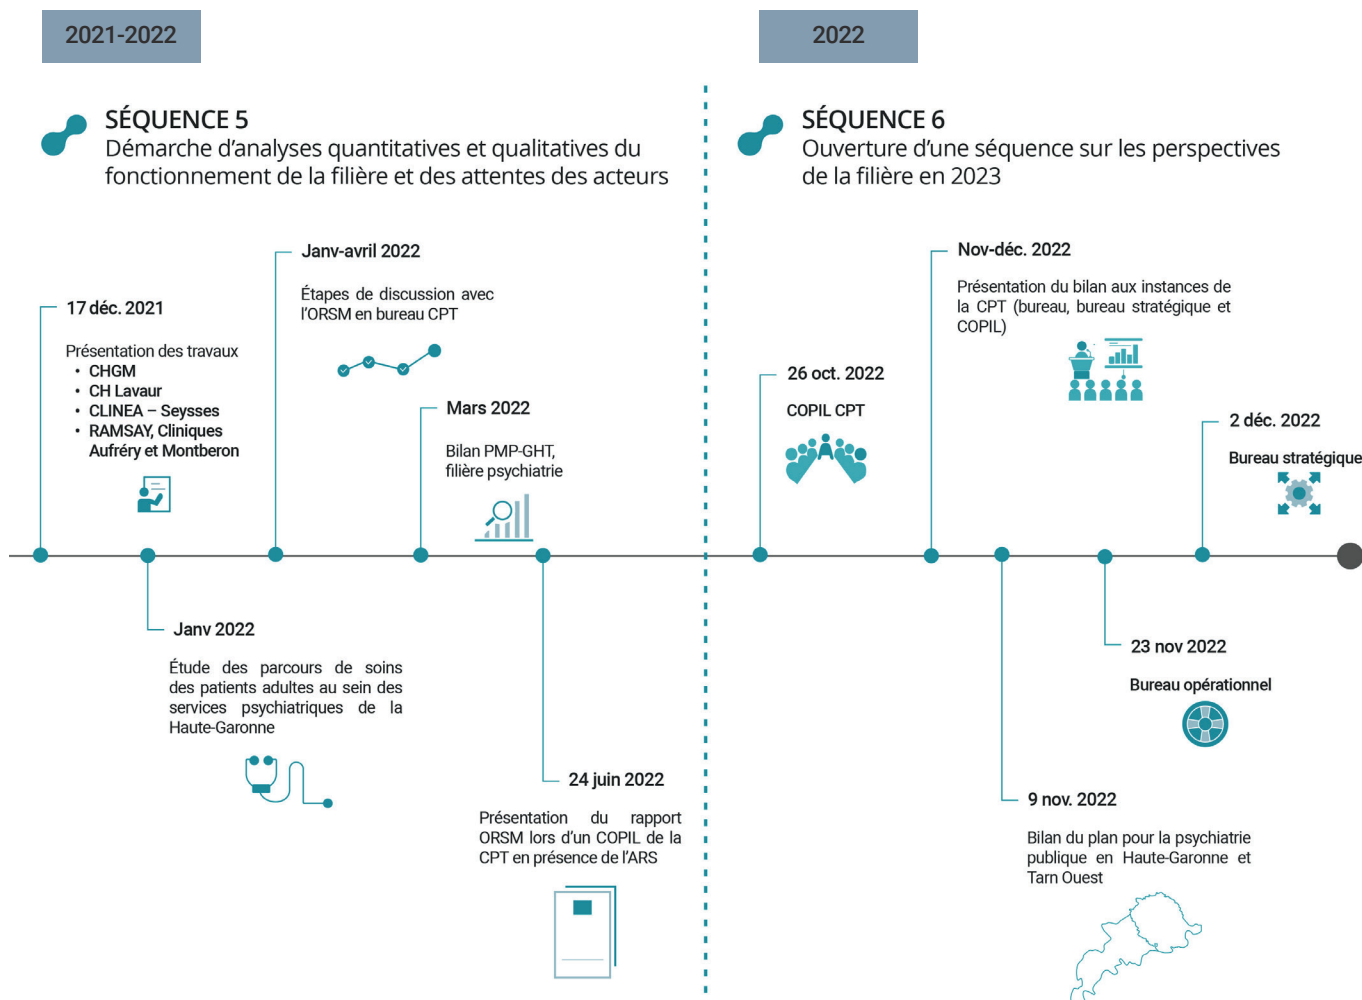 2021-2022
SÉQUENCE 5
Démarche d’analyses quantitatives et qualitatives du
fonctionnement de la filière et des attentes des acteurs
17 déc. 2021
Présentation des travaux
• CHGM
• CH Lavaur
• CLINEA – Seysses
• RAMSAY, Cliniques
Aufréry et Montberon
Janv-avril 2022
Étapes de discussion avec
l’ORSM en bureau CPT
Mars 2022
Bilan PMP-GHT,
filière psychiatrie
Janv 2022
Étude des parcours de soins
des patients adultes au sein des
services psychiatriques de la
Haute-Garonne
24 juin 2022
Présentation du rapport
ORSM lors d’un COPIL de la
CPT en présence de l’ARS
2022
SÉQUENCE 6
Ouverture d’une séquence sur les perspectives
de la filière en 2023
26 oct. 2022
COPIL CPT
Nov-déc. 2022
Présentation du bilan aux instances de
la CPT (bureau, bureau stratégique et
COPIL)
2 déc. 2022
Bureau stratégique
23 nov 2022
Bureau opérationnel
9 nov. 2022
Bilan du plan pour la psychiatrie
publique en Haute-Garonne et
Tarn Ouest